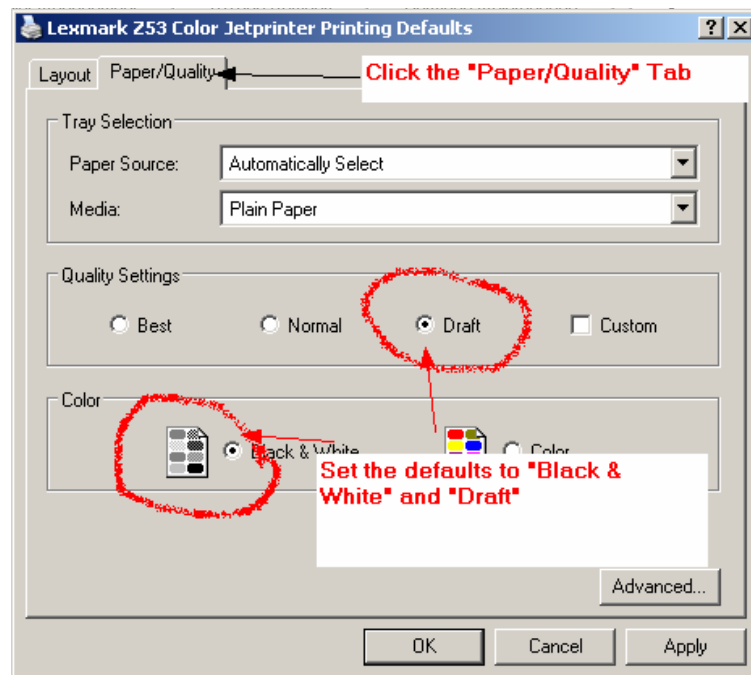 Lexmark Z53 Color Jetprinter Printing Defaults
Layout Paper/Quality
Click the "Paper/Quality" Tab
Tray Selection
Paper Source: Automatically Select
Media: Plain Paper
Quality Settings
Best Normal Draft Custom
Color
Black & White Color
Set the defaults to "Black &
White" and "Draft"
Advanced...
OK Cancel Apply